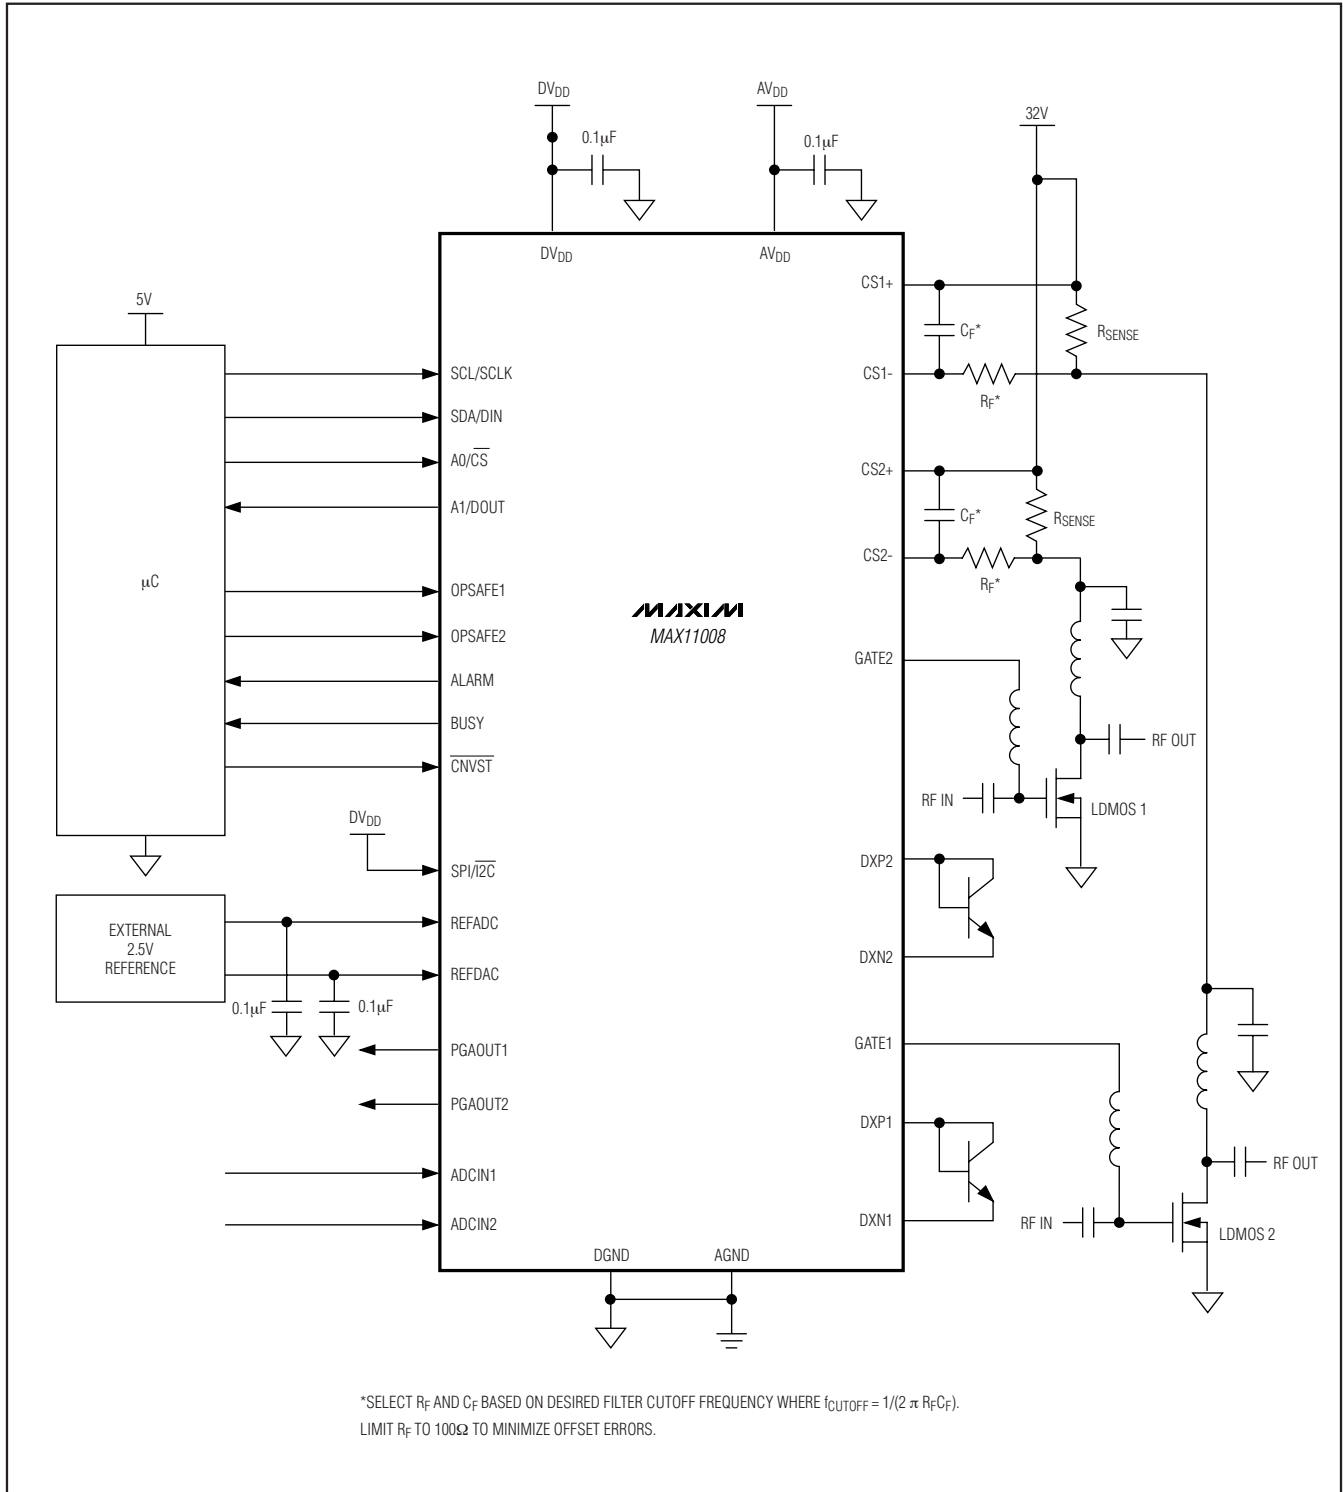 DVDD
AVDD
0.1µF
0.1µF
32V
DVDD
AVDD
CS1+
5V
CF*
RSENSE
SCL/SCLK
CS1-
RF*
SDA/DIN
A0/CS
CS2+
A1/DOUT
CF*
RSENSE
CS2-
µC
RF*
OPSAFE1
MAXIM
MAX11008
OPSAFE2
GATE2
ALARM
BUSY
RF OUT
CNVST
RF IN
LDMOS 1
DVDD
DXP2
SPI/I2C
EXTERNAL
2.5V
REFERENCE
REFADC
DXN2
REFDAC
0.1µF
0.1µF
PGAOUT1
GATE1
PGAOUT2
DXP1
ADCIN1
RF OUT
ADCIN2
DXN1
RF IN
LDMOS 2
DGND
AGND
*SELECT RF AND CF BASED ON DESIRED FILTER CUTOFF FREQUENCY WHERE fCUTOFF = 1/(2 π RFCF).
LIMIT RF TO 100Ω TO MINIMIZE OFFSET ERRORS.